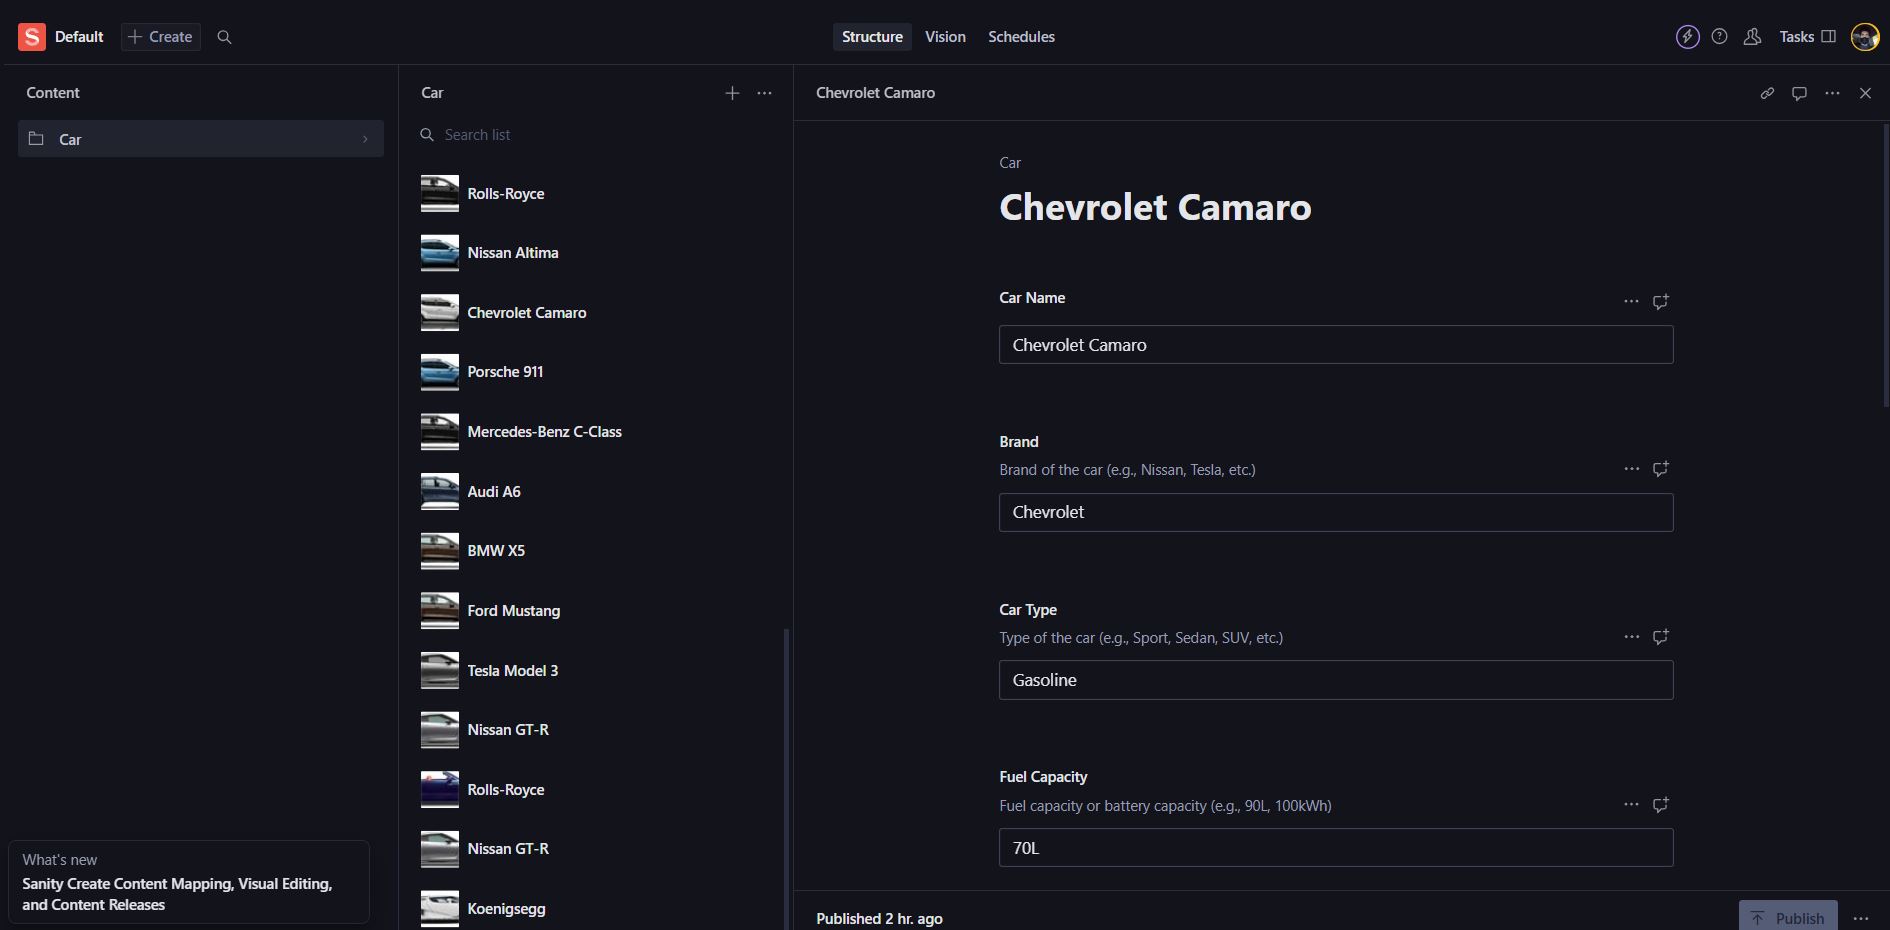 S Default + Create
Structure Vision Schedules
Tasks
Content
Car
Car
Search list
Rolls-Royce
Nissan Altima
Chevrolet Camaro
Porsche 911
Mercedes-Benz C-Class
Audi A6
BMW X5
Ford Mustang
Tesla Model 3
Nissan GT-R
Rolls-Royce
Nissan GT-R
Koenigsegg
Chevrolet Camaro
Car
Chevrolet Camaro
Car Name
Chevrolet Camaro
Brand
Brand of the car (e.g., Nissan, Tesla, etc.)
Chevrolet
Car Type
Type of the car (e.g., Sport, Sedan, SUV, etc.)
Gasoline
Fuel Capacity
Fuel capacity or battery capacity (e.g., 90L, 100kWh)
70L
Published 2 hr. ago
Publish
What's new
Sanity Create Content Mapping, Visual Editing,
and Content Releases